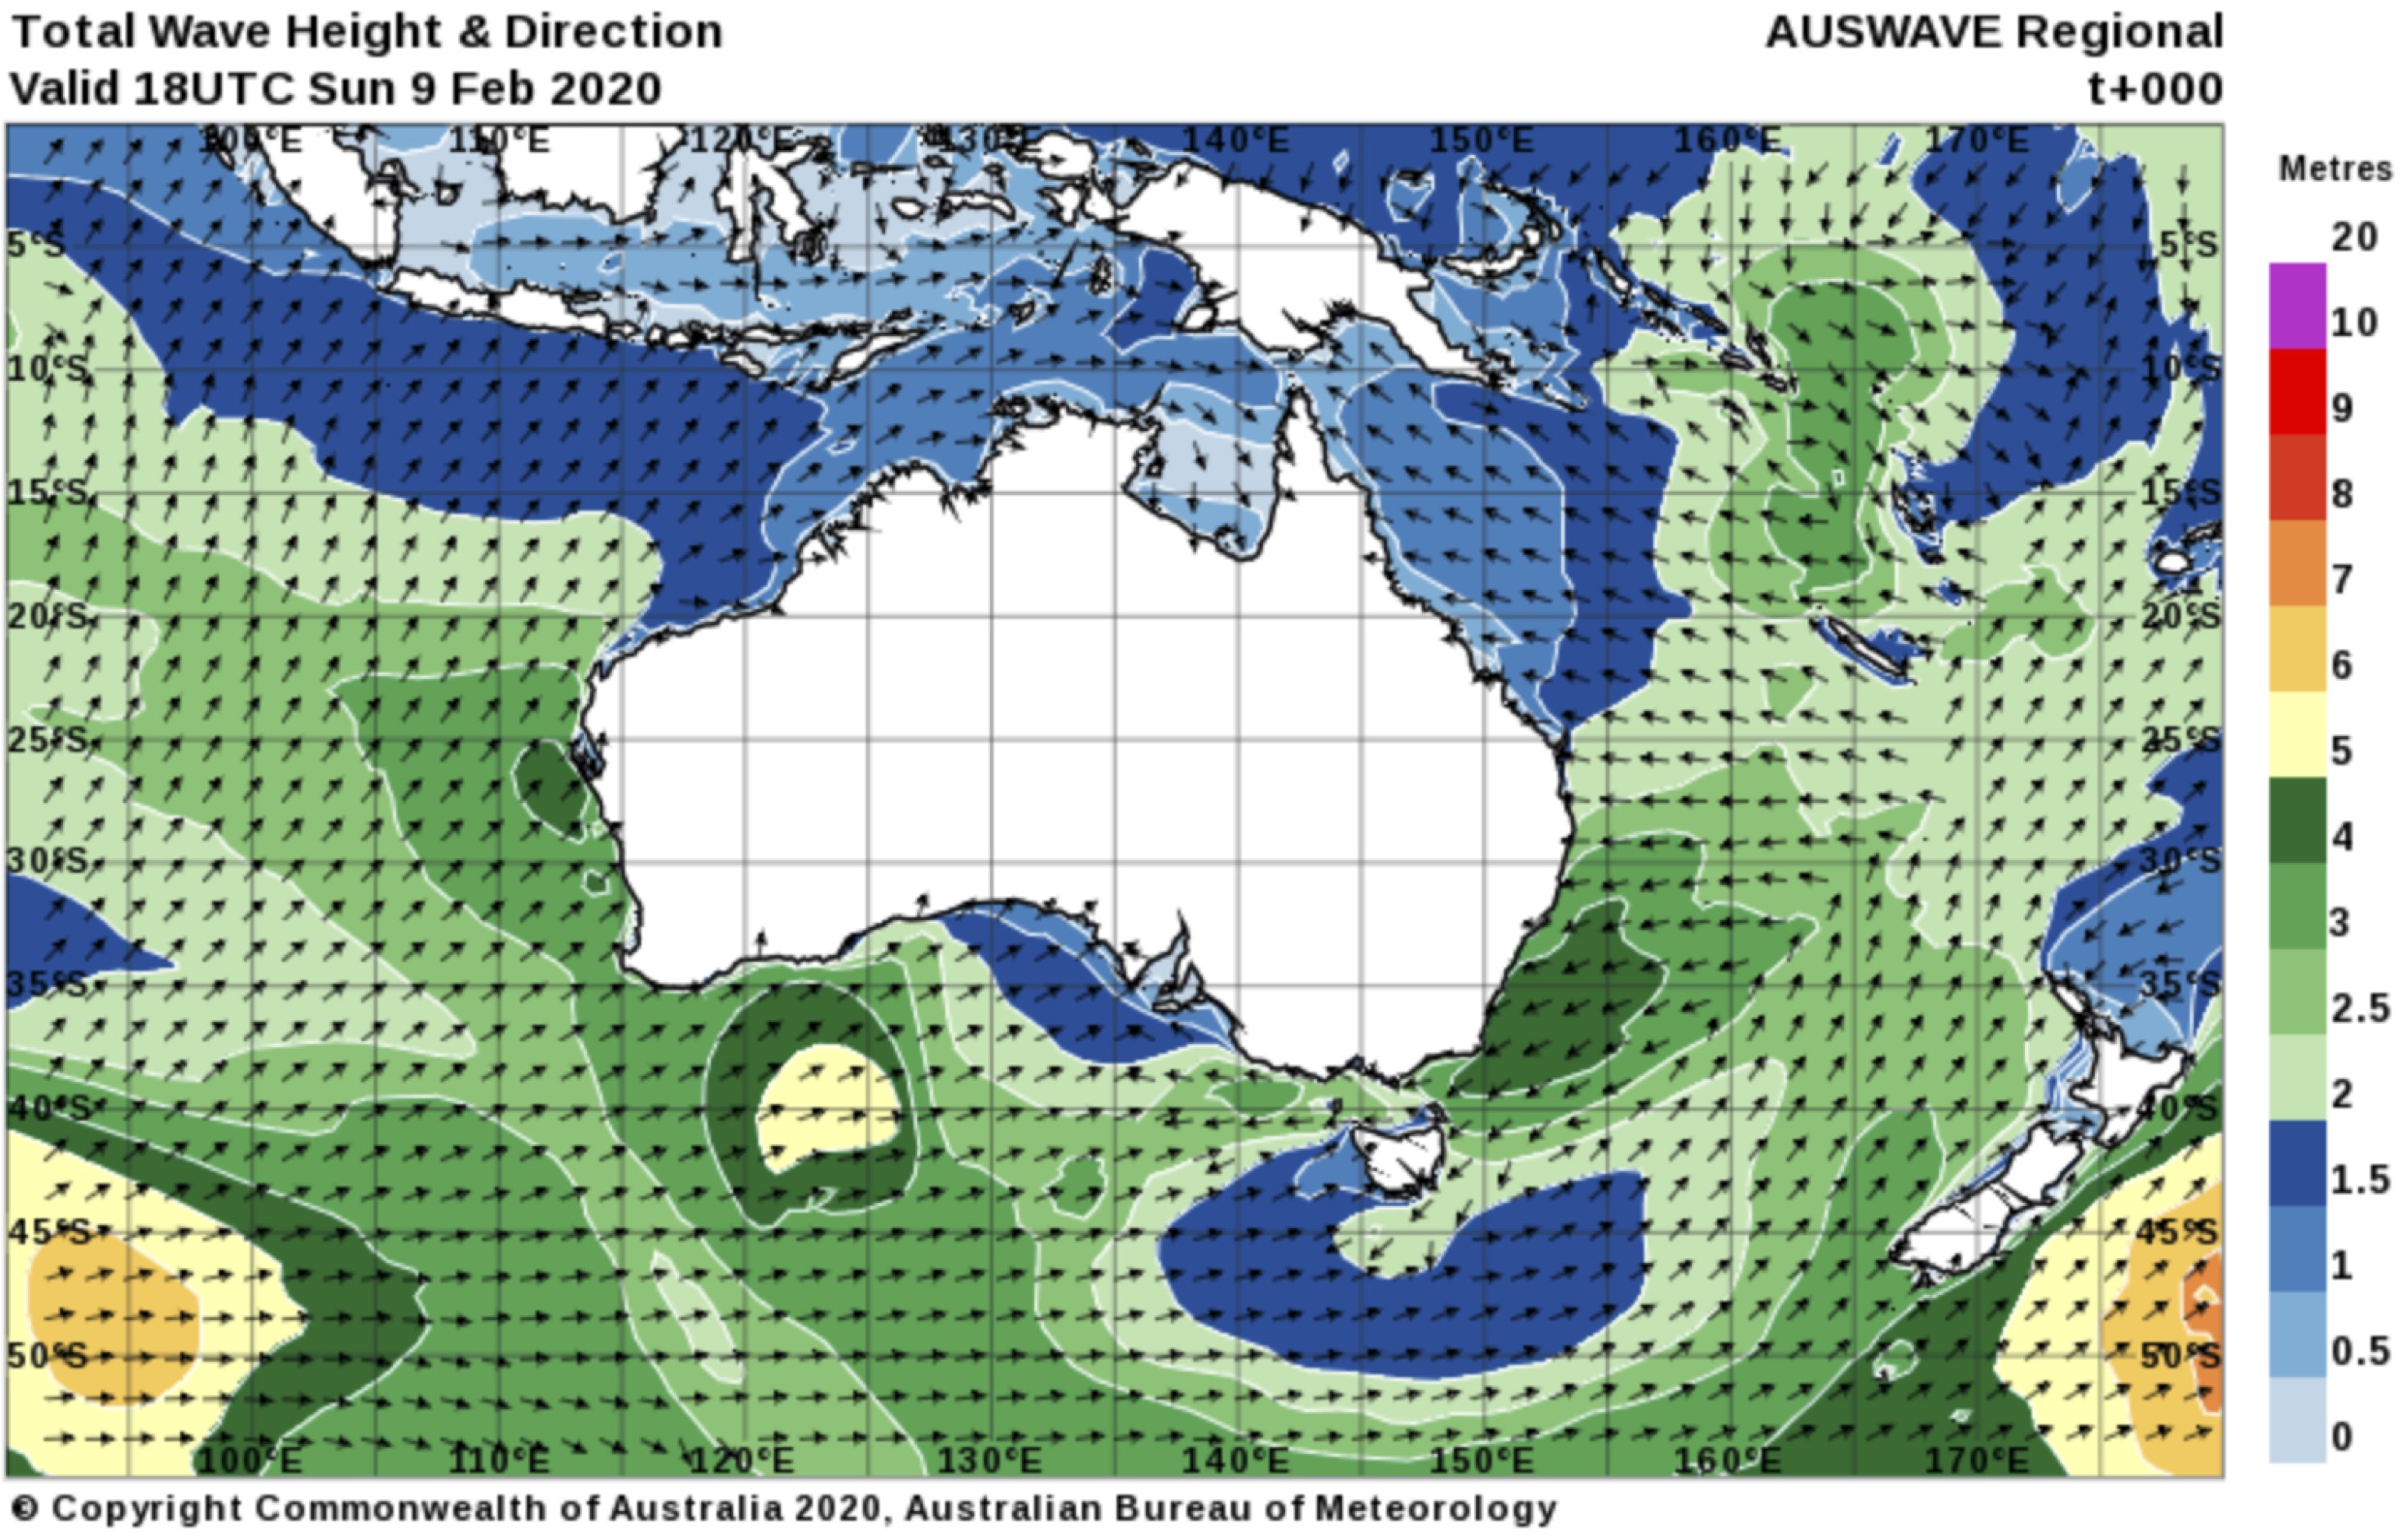 Total Wave Height & Direction
AUSWAVE Regional
Valid 18UTC Sun 9 Feb 2020
t+000
100°E 110°E 120°E 130°E 140°E 150°E 160°E 170°E
Metres
5°S 5°S
10°S 10°S
15°S 15°S
20°S 20°S
25°S 25°S
30°S 30°S
35°S 35°S
40°S 40°S
45°S 45°S
50°S 50°S
100°E 110°E 120°E 130°E 140°E 150°E 160°E 170°E
20
10
9
8
7
6
5
4
3
2.5
2
1.5
1
0.5
0
© Copyright Commonwealth of Australia 2020, Australian Bureau of Meteorology